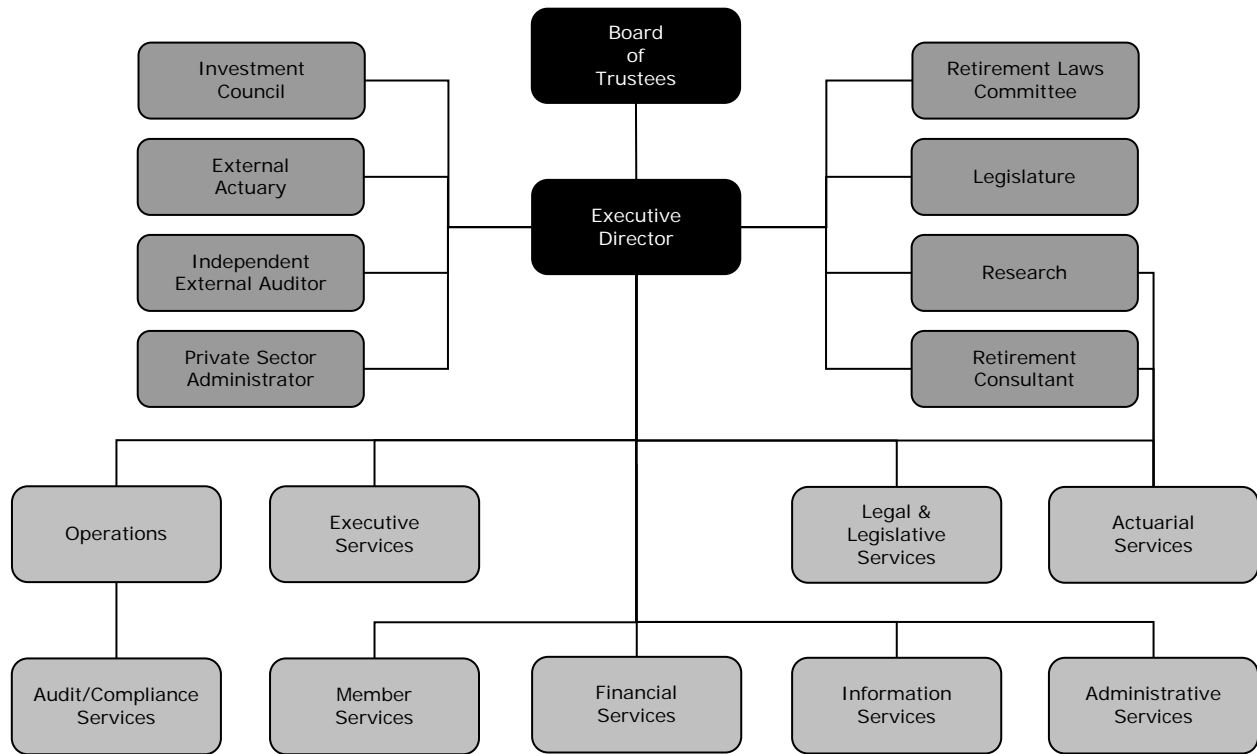 Board
of
Trustees
Investment
Council
Retirement Laws
Committee
External
Actuary
Legislature
Executive
Director
Independent
External Auditor
Research
Private Sector
Administrator
Retirement
Consultant
Operations
Executive
Services
Legal &
Legislative
Services
Actuarial
Services
Audit/Compliance
Services
Member
Services
Financial
Services
Information
Services
Administrative
Services